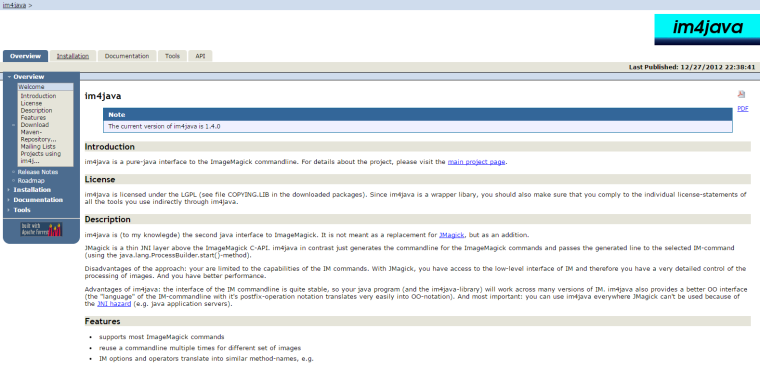 im4java >
im4java
Overview Installation Documentation Tools API
Last Published: 12/27/2012 22:38:41
Overview
Welcome
Introduction
License
Description
Features
Download
Maven-
Repository...
Mailing Lists
Projects using
im4j...
Release Notes
Roadmap
Installation
Documentation
Tools
Built with
Apache Forrest
im4java
PDF
Note
The current version of im4java is 1.4.0
Introduction
im4java is a pure-java interface to the ImageMagick commandline. For details about the project, please visit the main project page.
License
im4java is licensed under the LGPL (see file COPYING.LIB in the downloaded packages). Since im4java is a wrapper libary, you should also make sure that you comply to the individual license-statements of
all the tools you use indirectly through im4java.
Description
im4java is (to my knowlegde) the second java interface to ImageMagick. It is not meant as a replacement for JMagick, but as an addition.
JMagick is a thin JNI layer above the ImageMagick C-API. im4java in contrast just generates the commandline for the ImageMagick commands and passes the generated line to the selected IM-command
(using the java.lang.ProcessBuilder.start()-method).
Disadvantages of the approach: your are limited to the capabilities of the IM commands. With JMagick, you have access to the low-level interface of IM and therefore you have a very detailed control of the
processing of images. And you have better performance.
Advantages of im4java: the interface of the IM commandline is quite stable, so your java program (and the im4java-library) will work across many versions of IM. im4java also provides a better OO interface
(the "language" of the IM-commandline with it's postfix-operation notation translates very easily into OO-notation). And most important: you can use im4java everywhere JMagick can't be used because of
the JNI hazard (e.g. java application servers).
Features
• supports most ImageMagick commands
• reuse a commandline multiple times for different set of images
• IM options and operators translate into similar method-names, e.g.